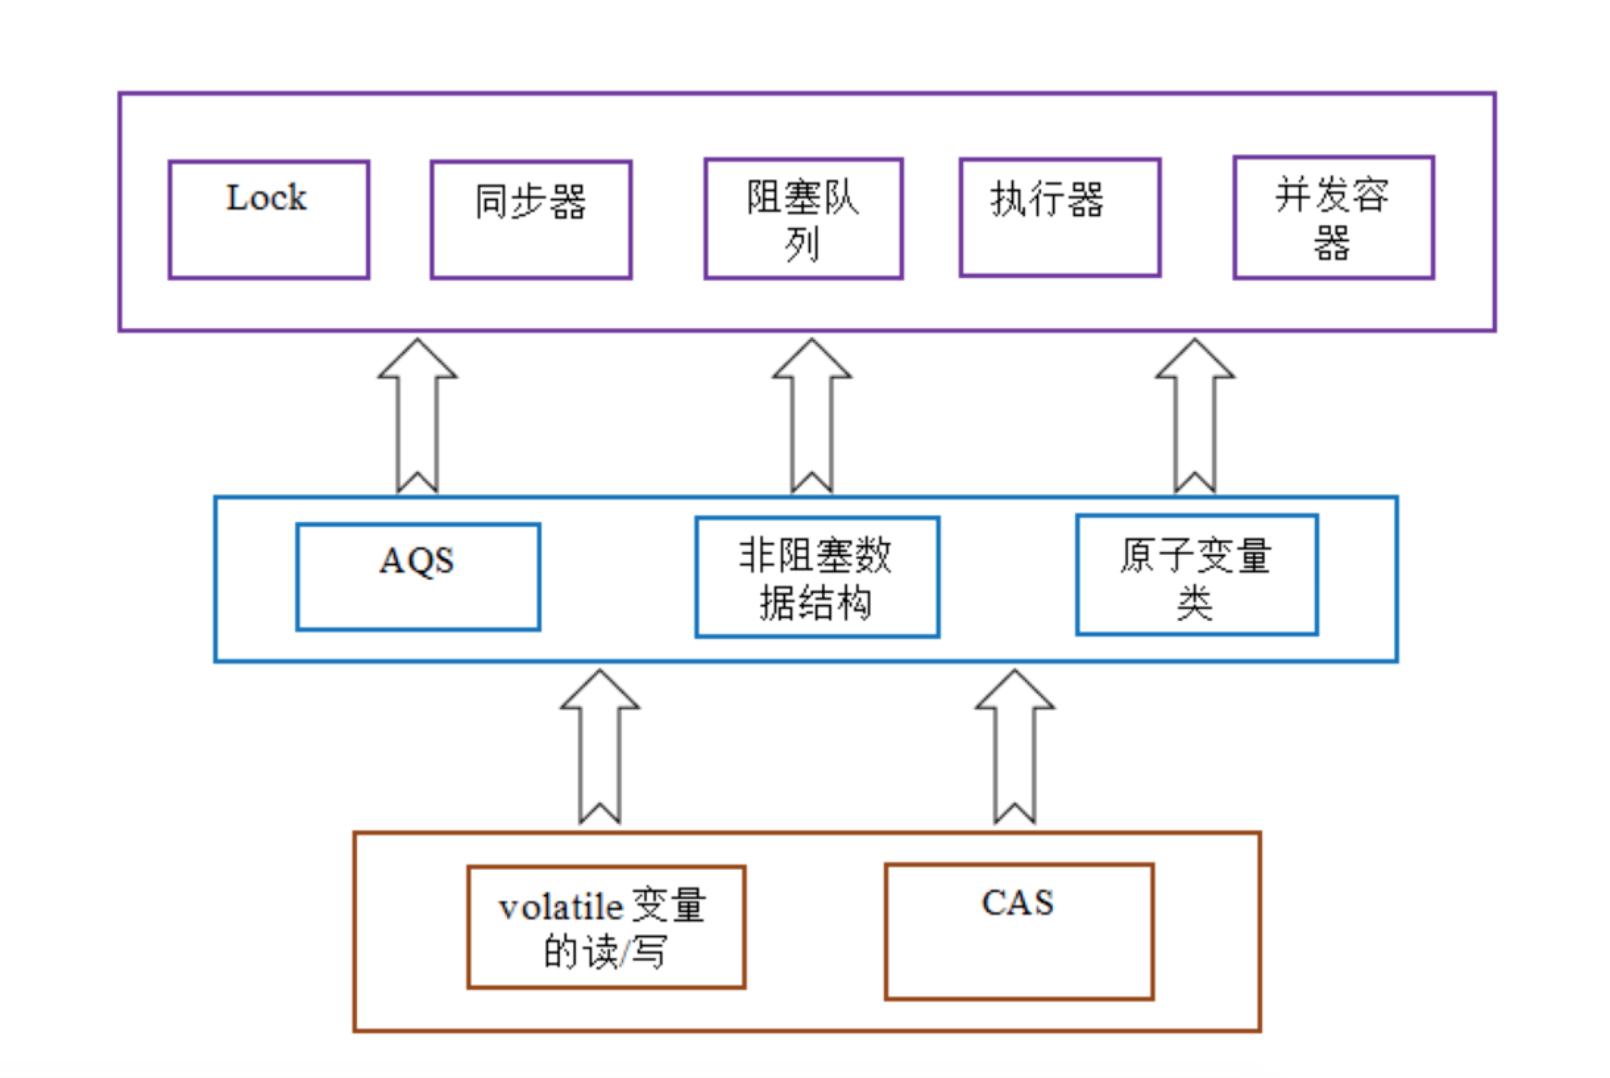 Lock
同步器
阻塞队
列
执行器
并发容
器
AQS
非阻塞数
据结构
原子变量
类
volatile 变量
的读/写
CAS